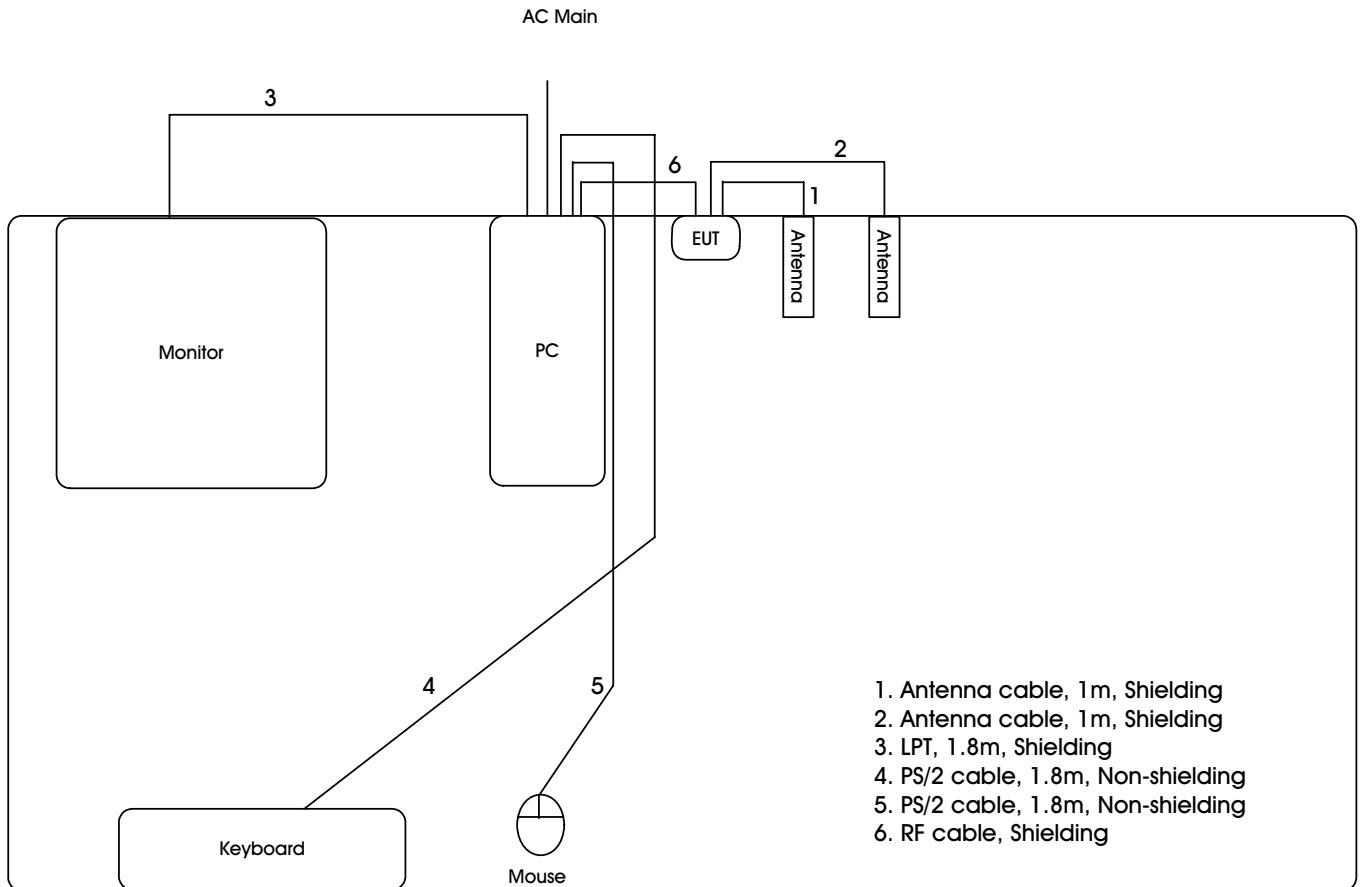 AC Main
3
2
6
1
EUT
Antenna
Antenna
Monitor
PC
4
5
1. Antenna cable, 1m, Shielding
2. Antenna cable, 1m, Shielding
3. LPT, 1.8m, Shielding
4. PS/2 cable, 1.8m, Non-shielding
5. PS/2 cable, 1.8m, Non-shielding
6. RF cable, Shielding
Keyboard
Mouse